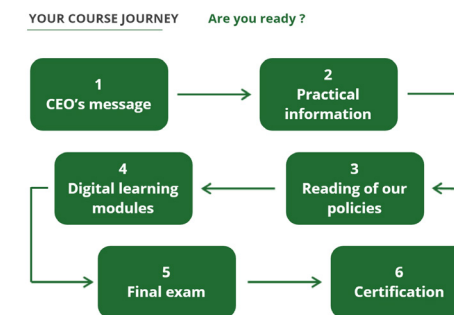 YOUR COURSE JOURNEY Are you ready ?
1
CEO’s message
2
Practical
information
3
Reading of our
policies
4
Digital learning
modules
5
Final exam
6
Certification